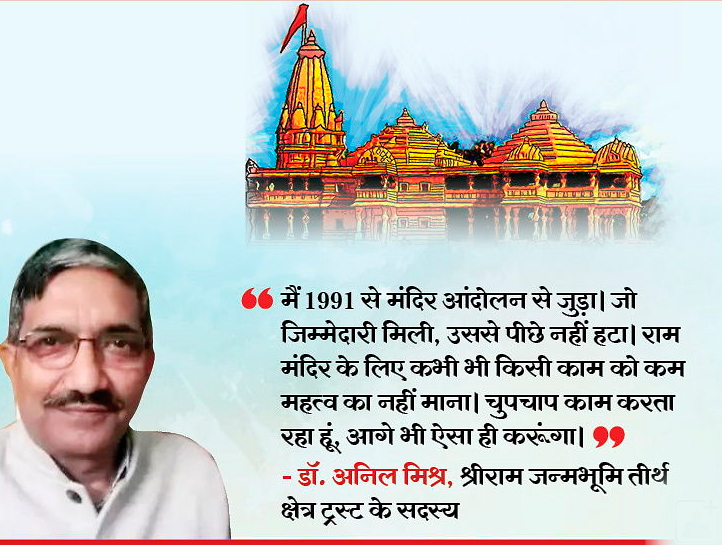 “ मैं 1991 से मंदिर आंदोलन से जुड़ा। जो
जिम्मेदारी मिली, उससे पीछे नहीं हटा। राम
मंदिर के लिए कभी भी किसी काम को कम
महत्व का नहीं माना। चुपचाप काम करता
रहा हूं, आगे भी ऐसा ही करूंगा। ”
- डॉ. अनिल मिश्र, श्रीराम जन्मभूमि तीर्थ
क्षेत्र ट्रस्ट के सदस्य